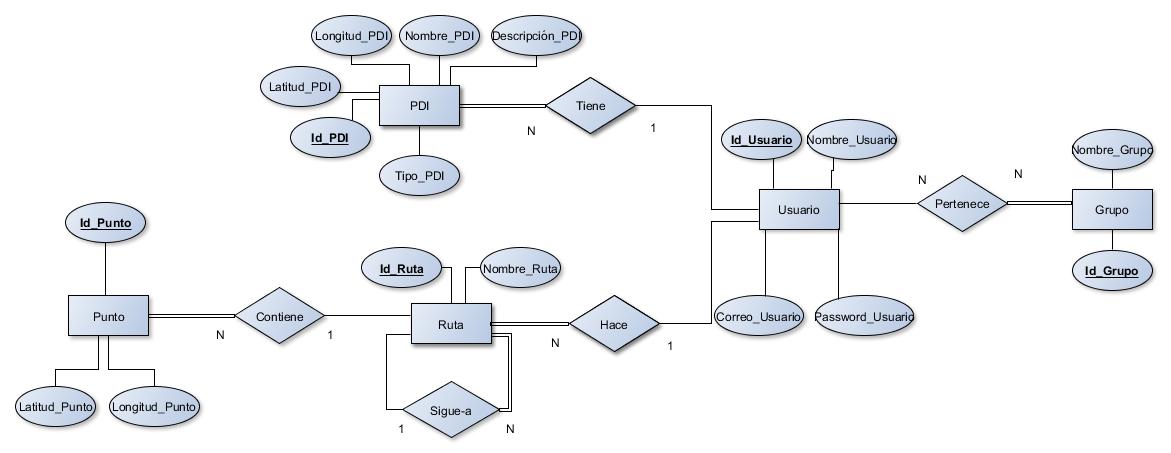 Longitud_PDI
Nombre_PDI
Descripción_PDI
Latitud_PDI
PDI
Tiene
N
1
Id_PDI
Tipo_PDI
Id_Usuario
Nombre_Usuario
Nombre_Grupo
Usuario
N
Pertenece
N
Grupo
Id_Grupo
Id_Punto
Id_Ruta
Nombre_Ruta
Punto
N
Contiene
1
Ruta
N
Hace
1
Correo_Usuario
Password_Usuario
Latitud_Punto
Longitud_Punto
Sigue-a
1
N